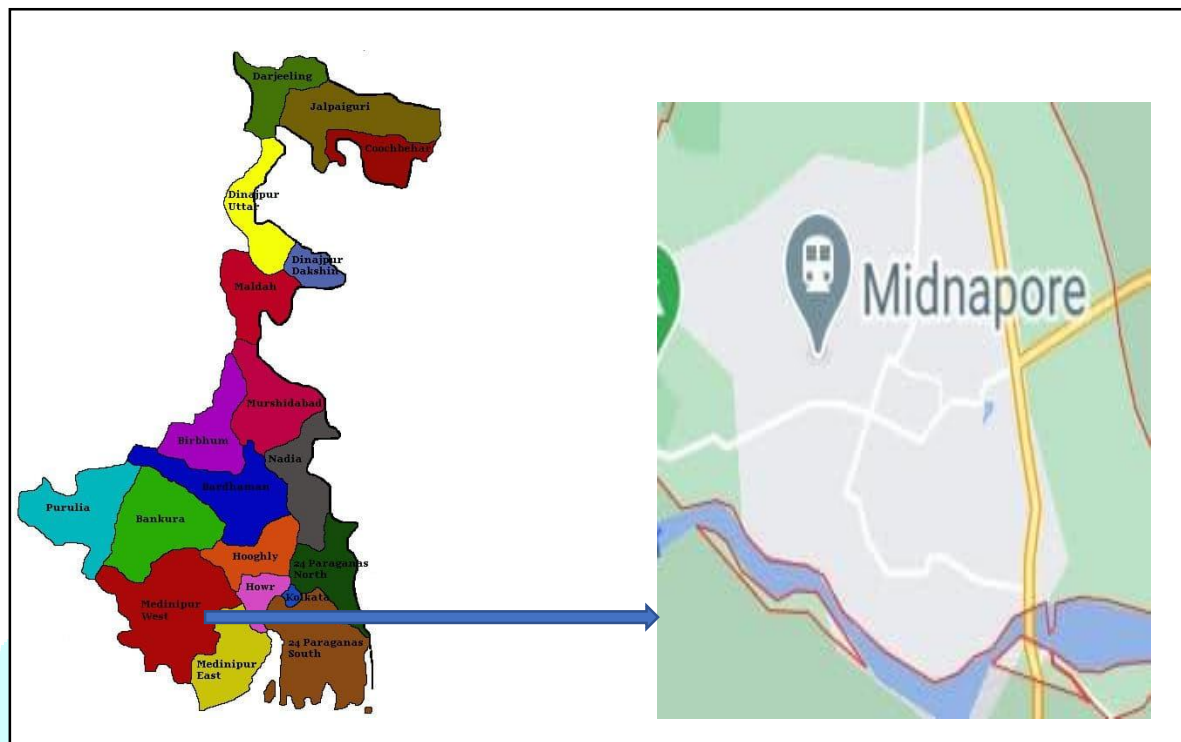 Darjeeling
Jalpaiguri
Coochbehar
Dinajpur
Uttar
Dinajpur
Dakshin
Maldah
Murshidabad
Birbhum
Nadia
Bardhaman
Purulia
Bankura
Hooghly
24 Paraganas
North
Howr
Kolkata
Medinipur
West
24 Paraganas
South
Medinipur
East
Midnapore